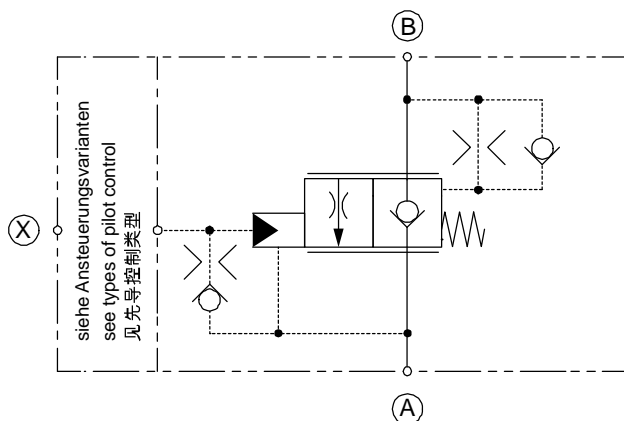 B
siehe Ansteuerungsvarianten
see types of pilot control
见先导控制类型
X
A